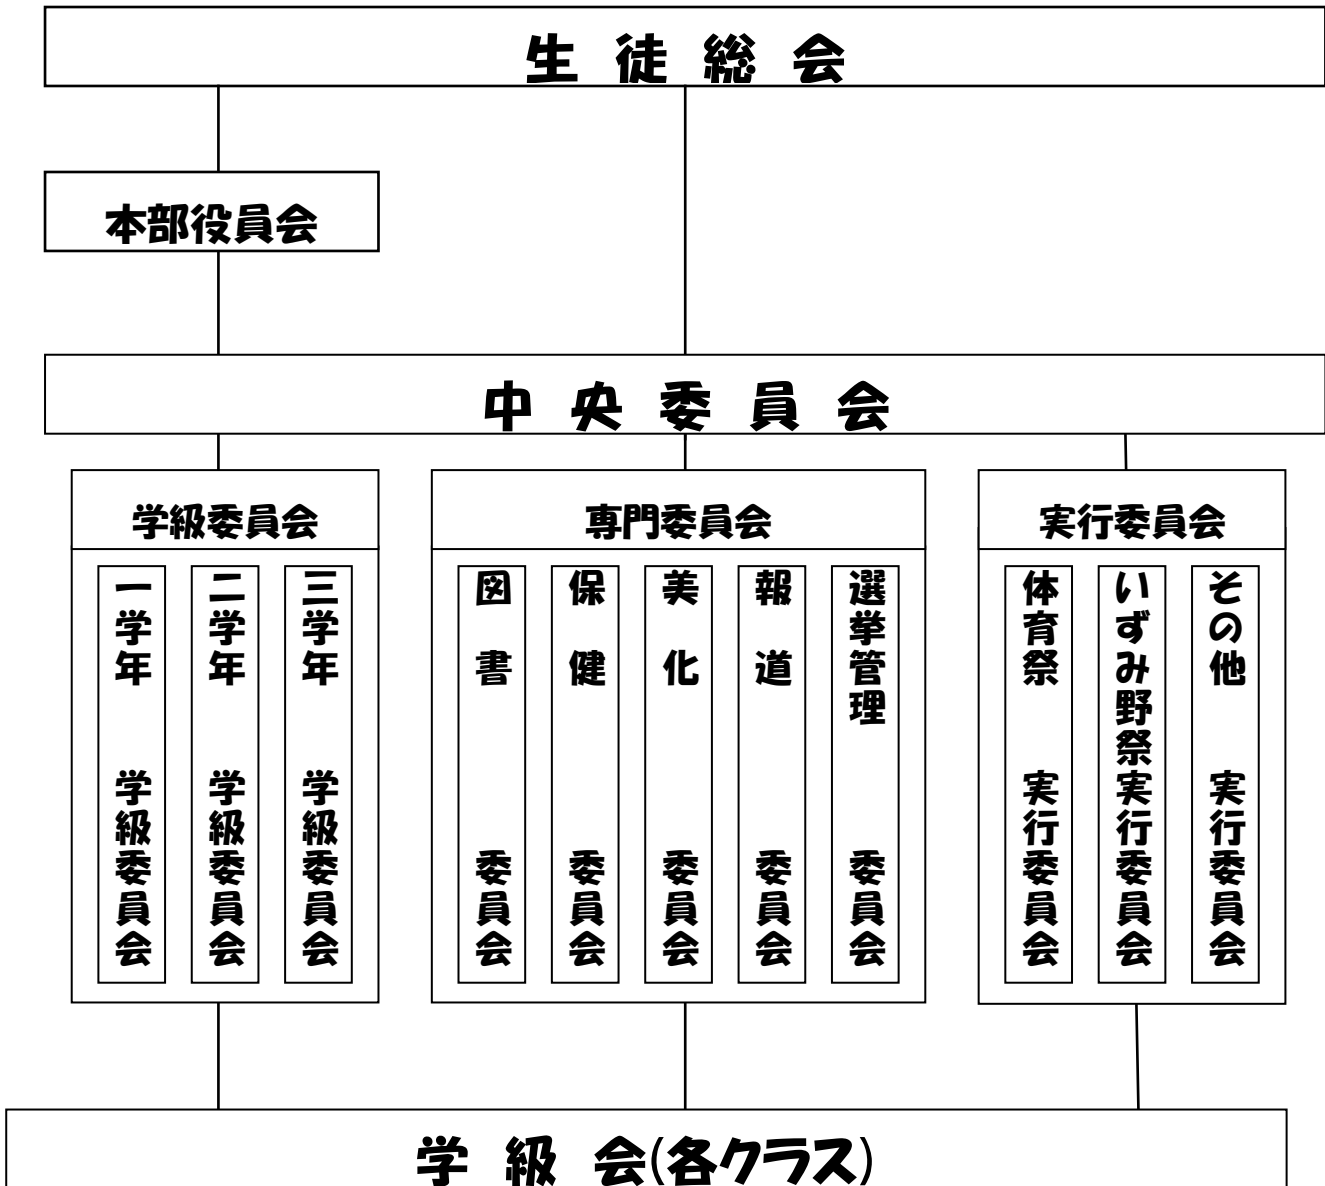 生 徒 総 会
本部役員会
中 央 委 員 会
学級委員会
一学年 学級委員会
二学年 学級委員会
三学年 学級委員会
専門委員会
図書 委員会
保健 委員会
美化 委員会
報道 委員会
選挙管理 委員会
実行委員会
体育祭 実行委員会
いずみ野祭実行委員会
その他 実行委員会
学 級 会(各クラス)